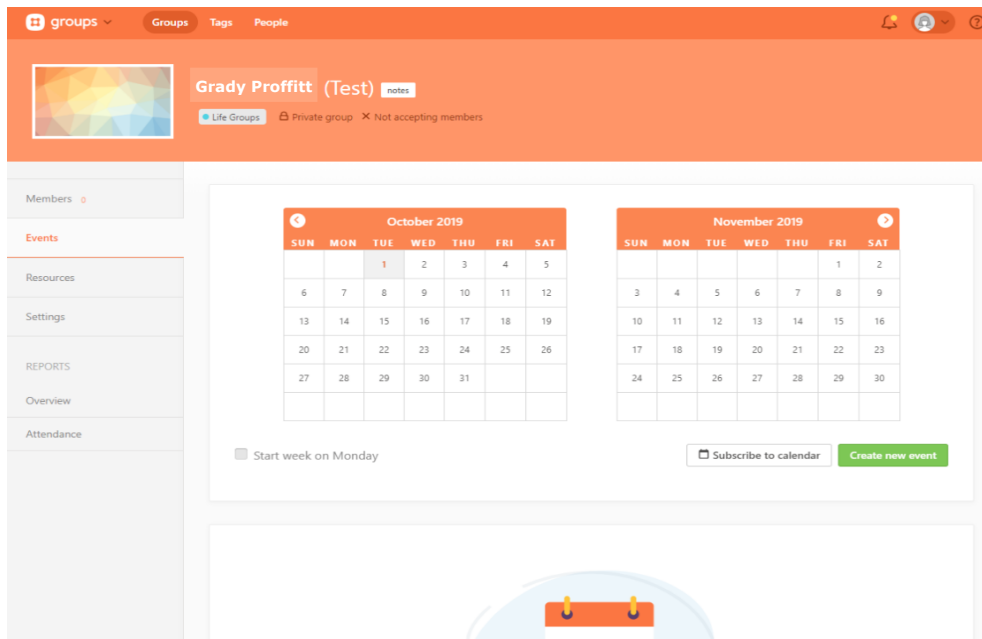 groups Groups Tags People
Grady Proffitt (Test) notes
Life Groups Private group Not accepting members
Members 0
Events
Resources
Settings
REPORTS
Overview
Attendance
October 2019
SUN MON TUE WED THU FRI SAT
1 2 3 4 5
6 7 8 9 10 11 12
13 14 15 16 17 18 19
20 21 22 23 24 25 26
27 28 29 30 31
November 2019
SUN MON TUE WED THU FRI SAT
1 2
3 4 5 6 7 8 9
10 11 12 13 14 15 16
17 18 19 20 21 22 23
24 25 26 27 28 29 30
Start week on Monday
Subscribe to calendar
Create new event